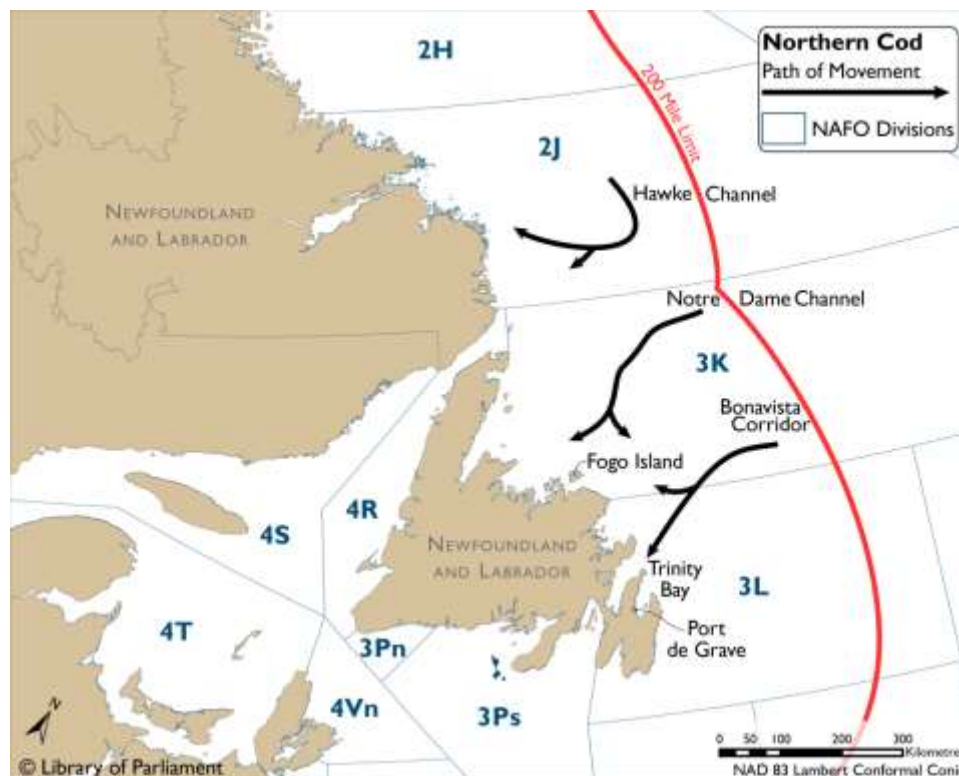 2H
Northern Cod
Path of Movement
NAFO Divisions
200 Mile Limit
2J
Hawke Channel
NEWFOUNDLAND
AND LABRADOR
Notre Dame Channel
3K
Bonavista
Corridor
Fogo Island
4R
4S
NEWFOUNDLAND
AND LABRADOR
Trinity
Bay
3L
4T
Port
de Grave
3Pn
4Vn
3Ps
N
0 50 100 200 300
Kilometre
© Library of Parliament
NAD 83 Lambert Conformal Coni